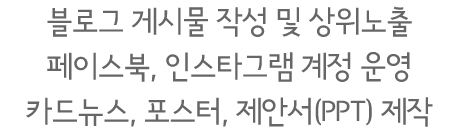 블로그 게시물 작성 및 상위노출
페이스북, 인스타그램 계정 운영
카드뉴스, 포스터, 제안서(PPT) 제작